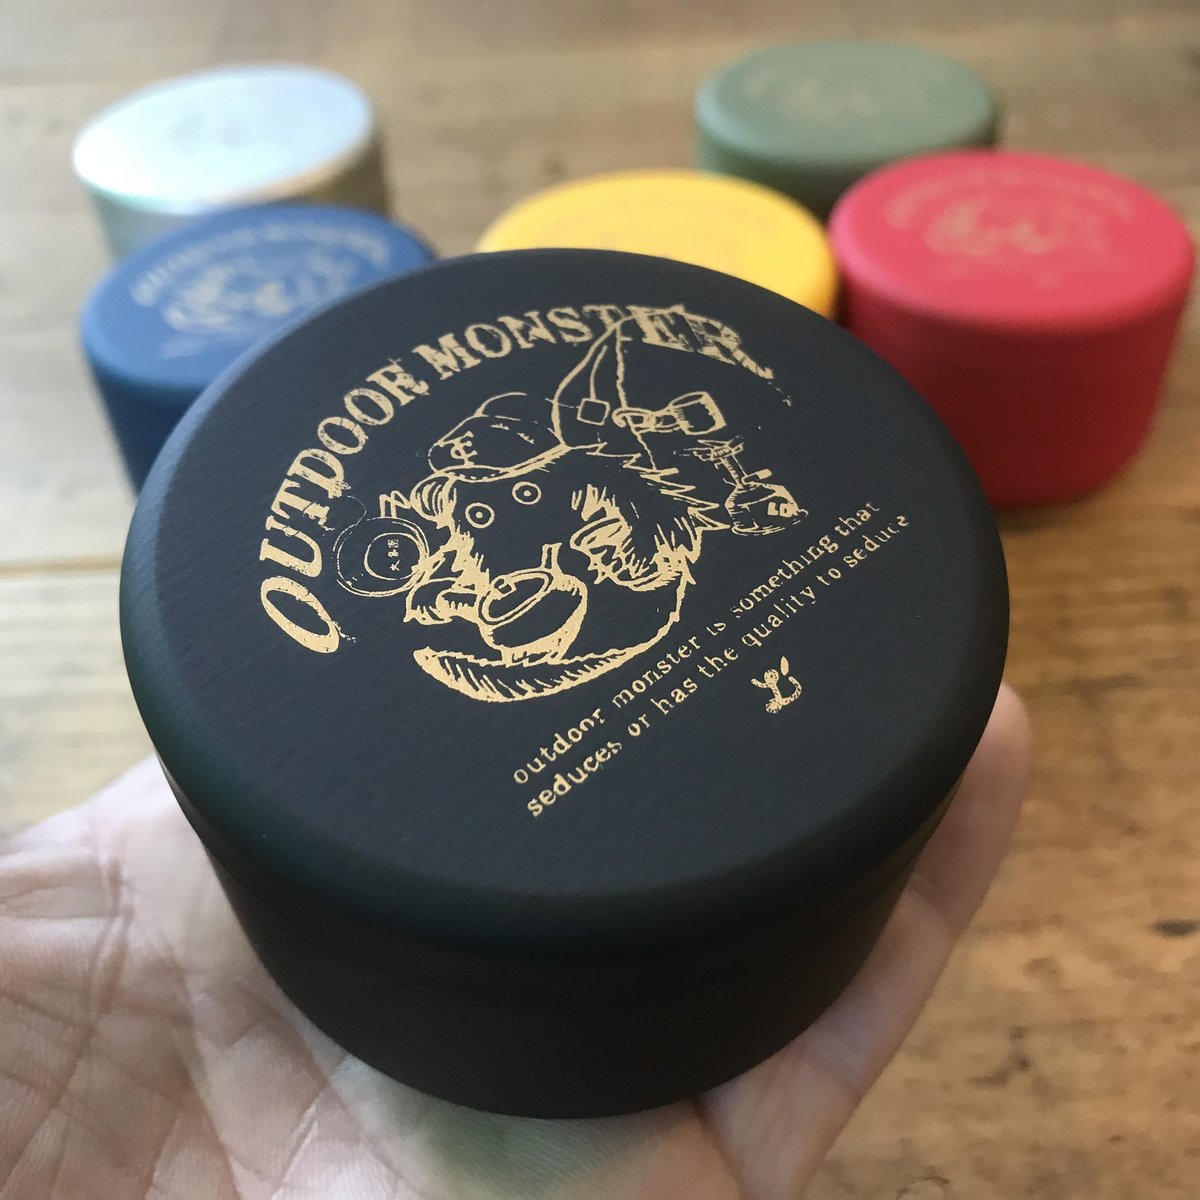 OUTDOOR MONSTER
outdoor monster is something that
seduces or has the quality to seduce